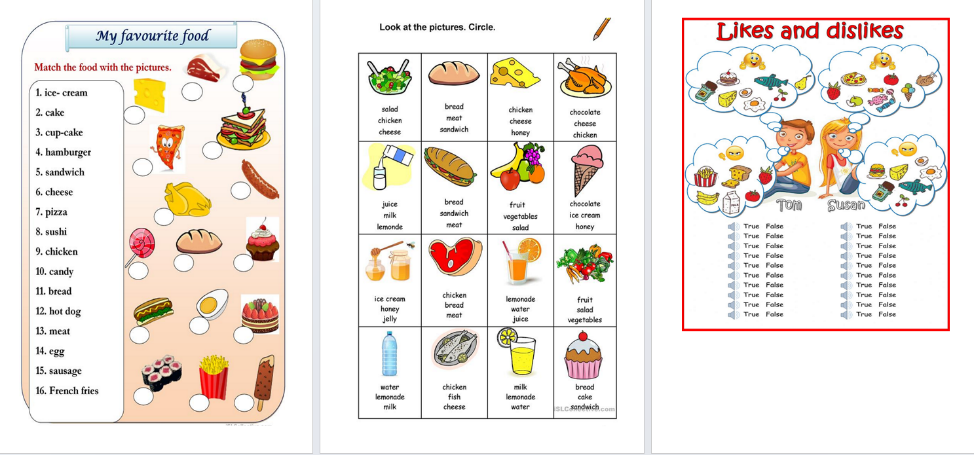 My favourite food
Match the food with the pictures.
1. ice- cream
2. cake
3. cup-cake
4. hamburger
5. sandwich
6. cheese
7. pizza
8. sushi
9. chicken
10. candy
11. bread
12. hot dog
13. meat
14. egg
15. sausage
16. French fries
Look at the pictures. Circle.
salad
chicken
cheese
bread
meat
sandwich
chicken
cheese
honey
chocolate
cheese
chicken
juice
milk
lemonde
bread
sandwich
meat
fruit
vegetables
salad
chocolate
ice cream
honey
ice cream
honey
jelly
chicken
bread
meat
lemonade
water
juice
fruit
salad
vegetables
water
lemonade
milk
chicken
fish
cheese
milk
lemonade
water
bread
cake
sandwich
Likes and dislikes
Tom Susan
True False True False
True False True False
True False True False
True False True False
True False True False
True False True False
True False True False
True False True False
True False True False
True False True False